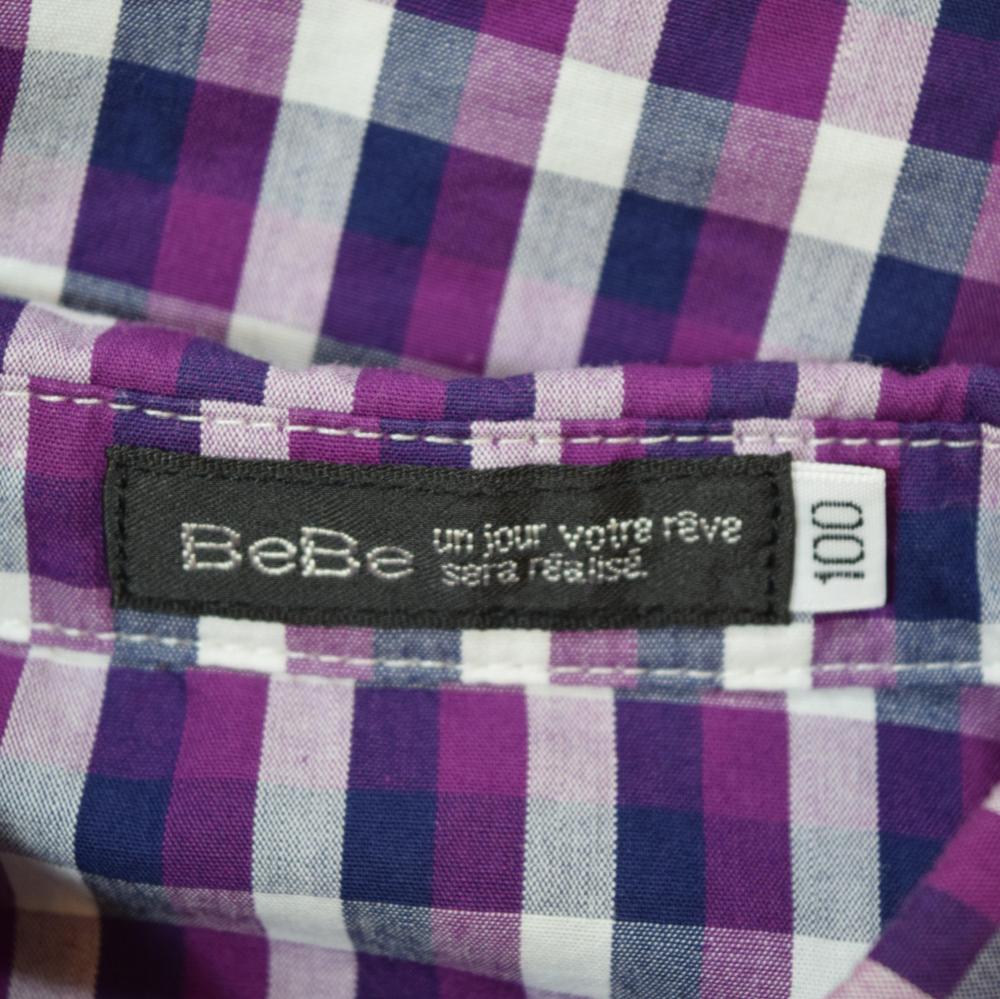 BeBe
un jour votre rêve
sera réalisé.
100